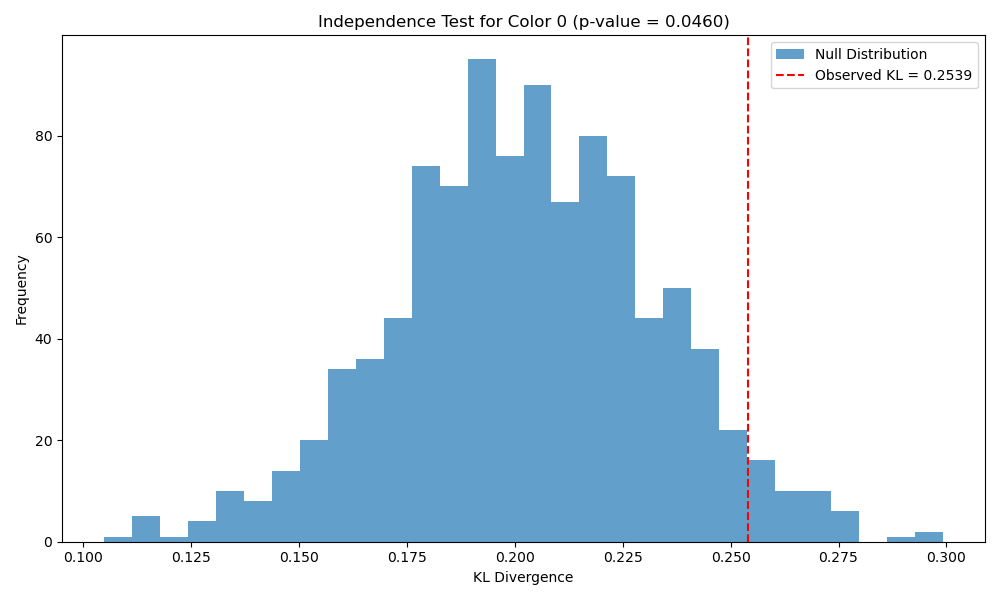 Independence Test for Color 0 (p-value = 0.0460)
Null Distribution
Observed KL = 0.2539
Frequency
80
60
40
20
0
0.100 0.125 0.150 0.175 0.200 0.225 0.250 0.275 0.300
KL Divergence